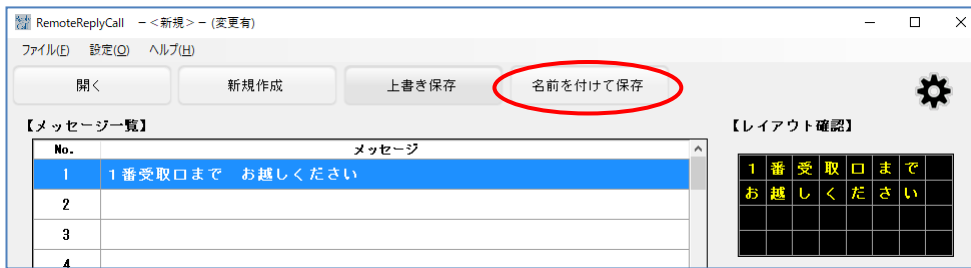 RemoteReplyCall －＜新規＞－ (変更有)
ファイル(F) 設定(O) ヘルプ(H)
開く 新規作成 上書き保存 名前を付けて保存
【メッセージ一覧】 【レイアウト確認】
No. メッセージ
1 １番受取口まで　お越しください
2
3
4
１番受取口まで
お越しください